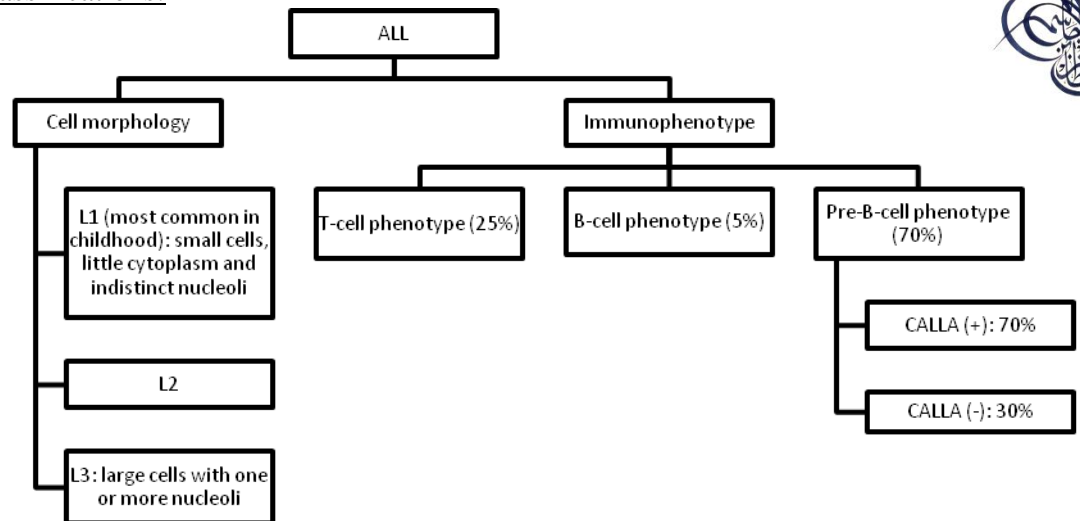 ALL
Cell morphology
Immunophenotype
L1 (most common in
childhood): small cells,
little cytoplasm and
indistinct nucleoli
L2
L3: large cells with one
or more nucleoli
T-cell phenotype (25%)
B-cell phenotype (5%)
Pre-B-cell phenotype
(70%)
CALLA (+): 70%
CALLA (-): 30%